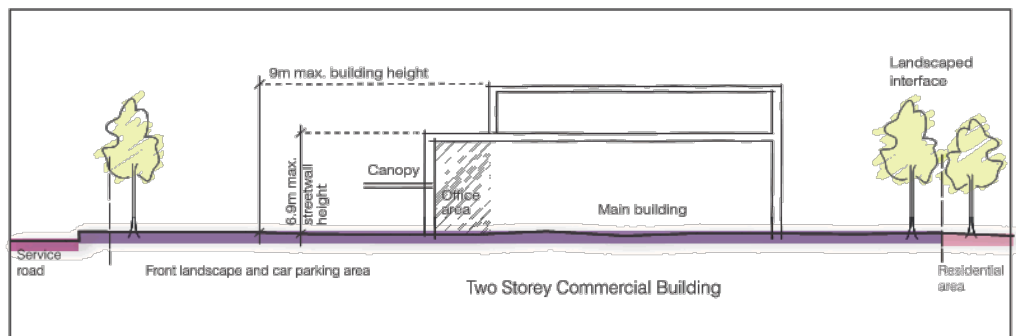 9m max. building height
Landscaped
interface
6.9m max.
streetwall
height
Canopy
Office
area
Main building
Service
road
Front landscape and car parking area
Residential
area
Two Storey Commercial Building